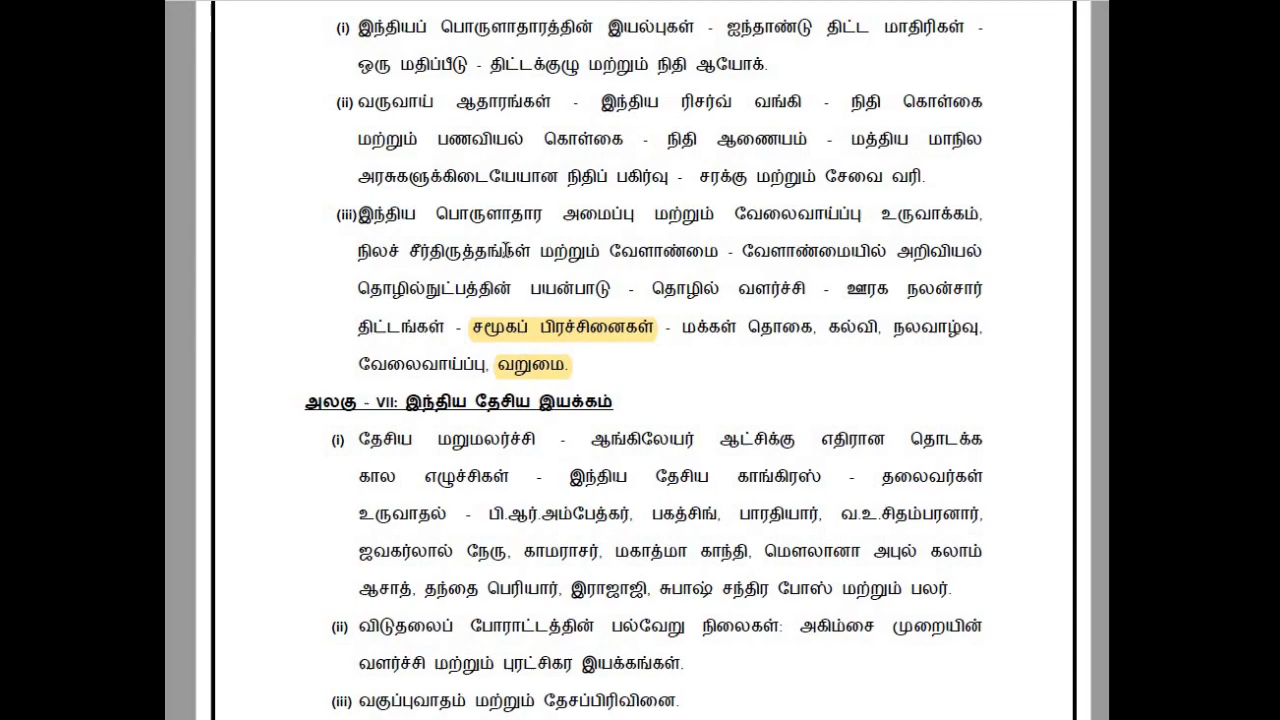 (i) இந்தியப் பொருளாதாரத்தின் இயல்புகள் - ஐந்தாண்டு திட்ட மாதிரிகள் -
ஒரு மதிப்பீடு - திட்டக்குழு மற்றும் நிதி ஆயோக்.
(ii) வருவாய் ஆதாரங்கள் - இந்திய ரிசர்வ் வங்கி - நிதி கொள்கை
மற்றும் பணவியல் கொள்கை - நிதி ஆணையம் - மத்திய மாநில
அரசுகளுக்கிடையேயான நிதிப் பகிர்வு - சரக்கு மற்றும் சேவை வரி.
(iii) இந்திய பொருளாதார அமைப்பு மற்றும் வேலைவாய்ப்பு உருவாக்கம்,
நிலச் சீர்திருத்தங்கள் மற்றும் வேளாண்மை - வேளாண்மையில் அறிவியல்
தொழில்நுட்பத்தின் பயன்பாடு - தொழில் வளர்ச்சி - ஊரக நலன்சார்
திட்டங்கள் - சமூகப் பிரச்சினைகள் - மக்கள் தொகை, கல்வி, நலவாழ்வு,
வேலைவாய்ப்பு, வறுமை.
அலகு - VII: இந்திய தேசிய இயக்கம்
(i) தேசிய மறுமலர்ச்சி - ஆங்கிலேயர் ஆட்சிக்கு எதிரான தொடக்க
கால எழுச்சிகள் - இந்திய தேசிய காங்கிரஸ் - தலைவர்கள்
உருவாதல் - பி.ஆர்.அம்பேத்கர், பகத்சிங், பாரதியார், வ.உ.சிதம்பரனார்,
ஜவகர்லால் நேரு, காமராசர், மகாத்மா காந்தி, மௌலானா அபுல் கலாம்
ஆசாத், தந்தை பெரியார், இராஜாஜி, சுபாஷ் சந்திர போஸ் மற்றும் பலர்.
(ii) விடுதலைப் போராட்டத்தின் பல்வேறு நிலைகள்: அகிம்சை முறையின்
வளர்ச்சி மற்றும் புரட்சிகர இயக்கங்கள்.
(iii) வகுப்புவாதம் மற்றும் தேசப்பிரிவினை.